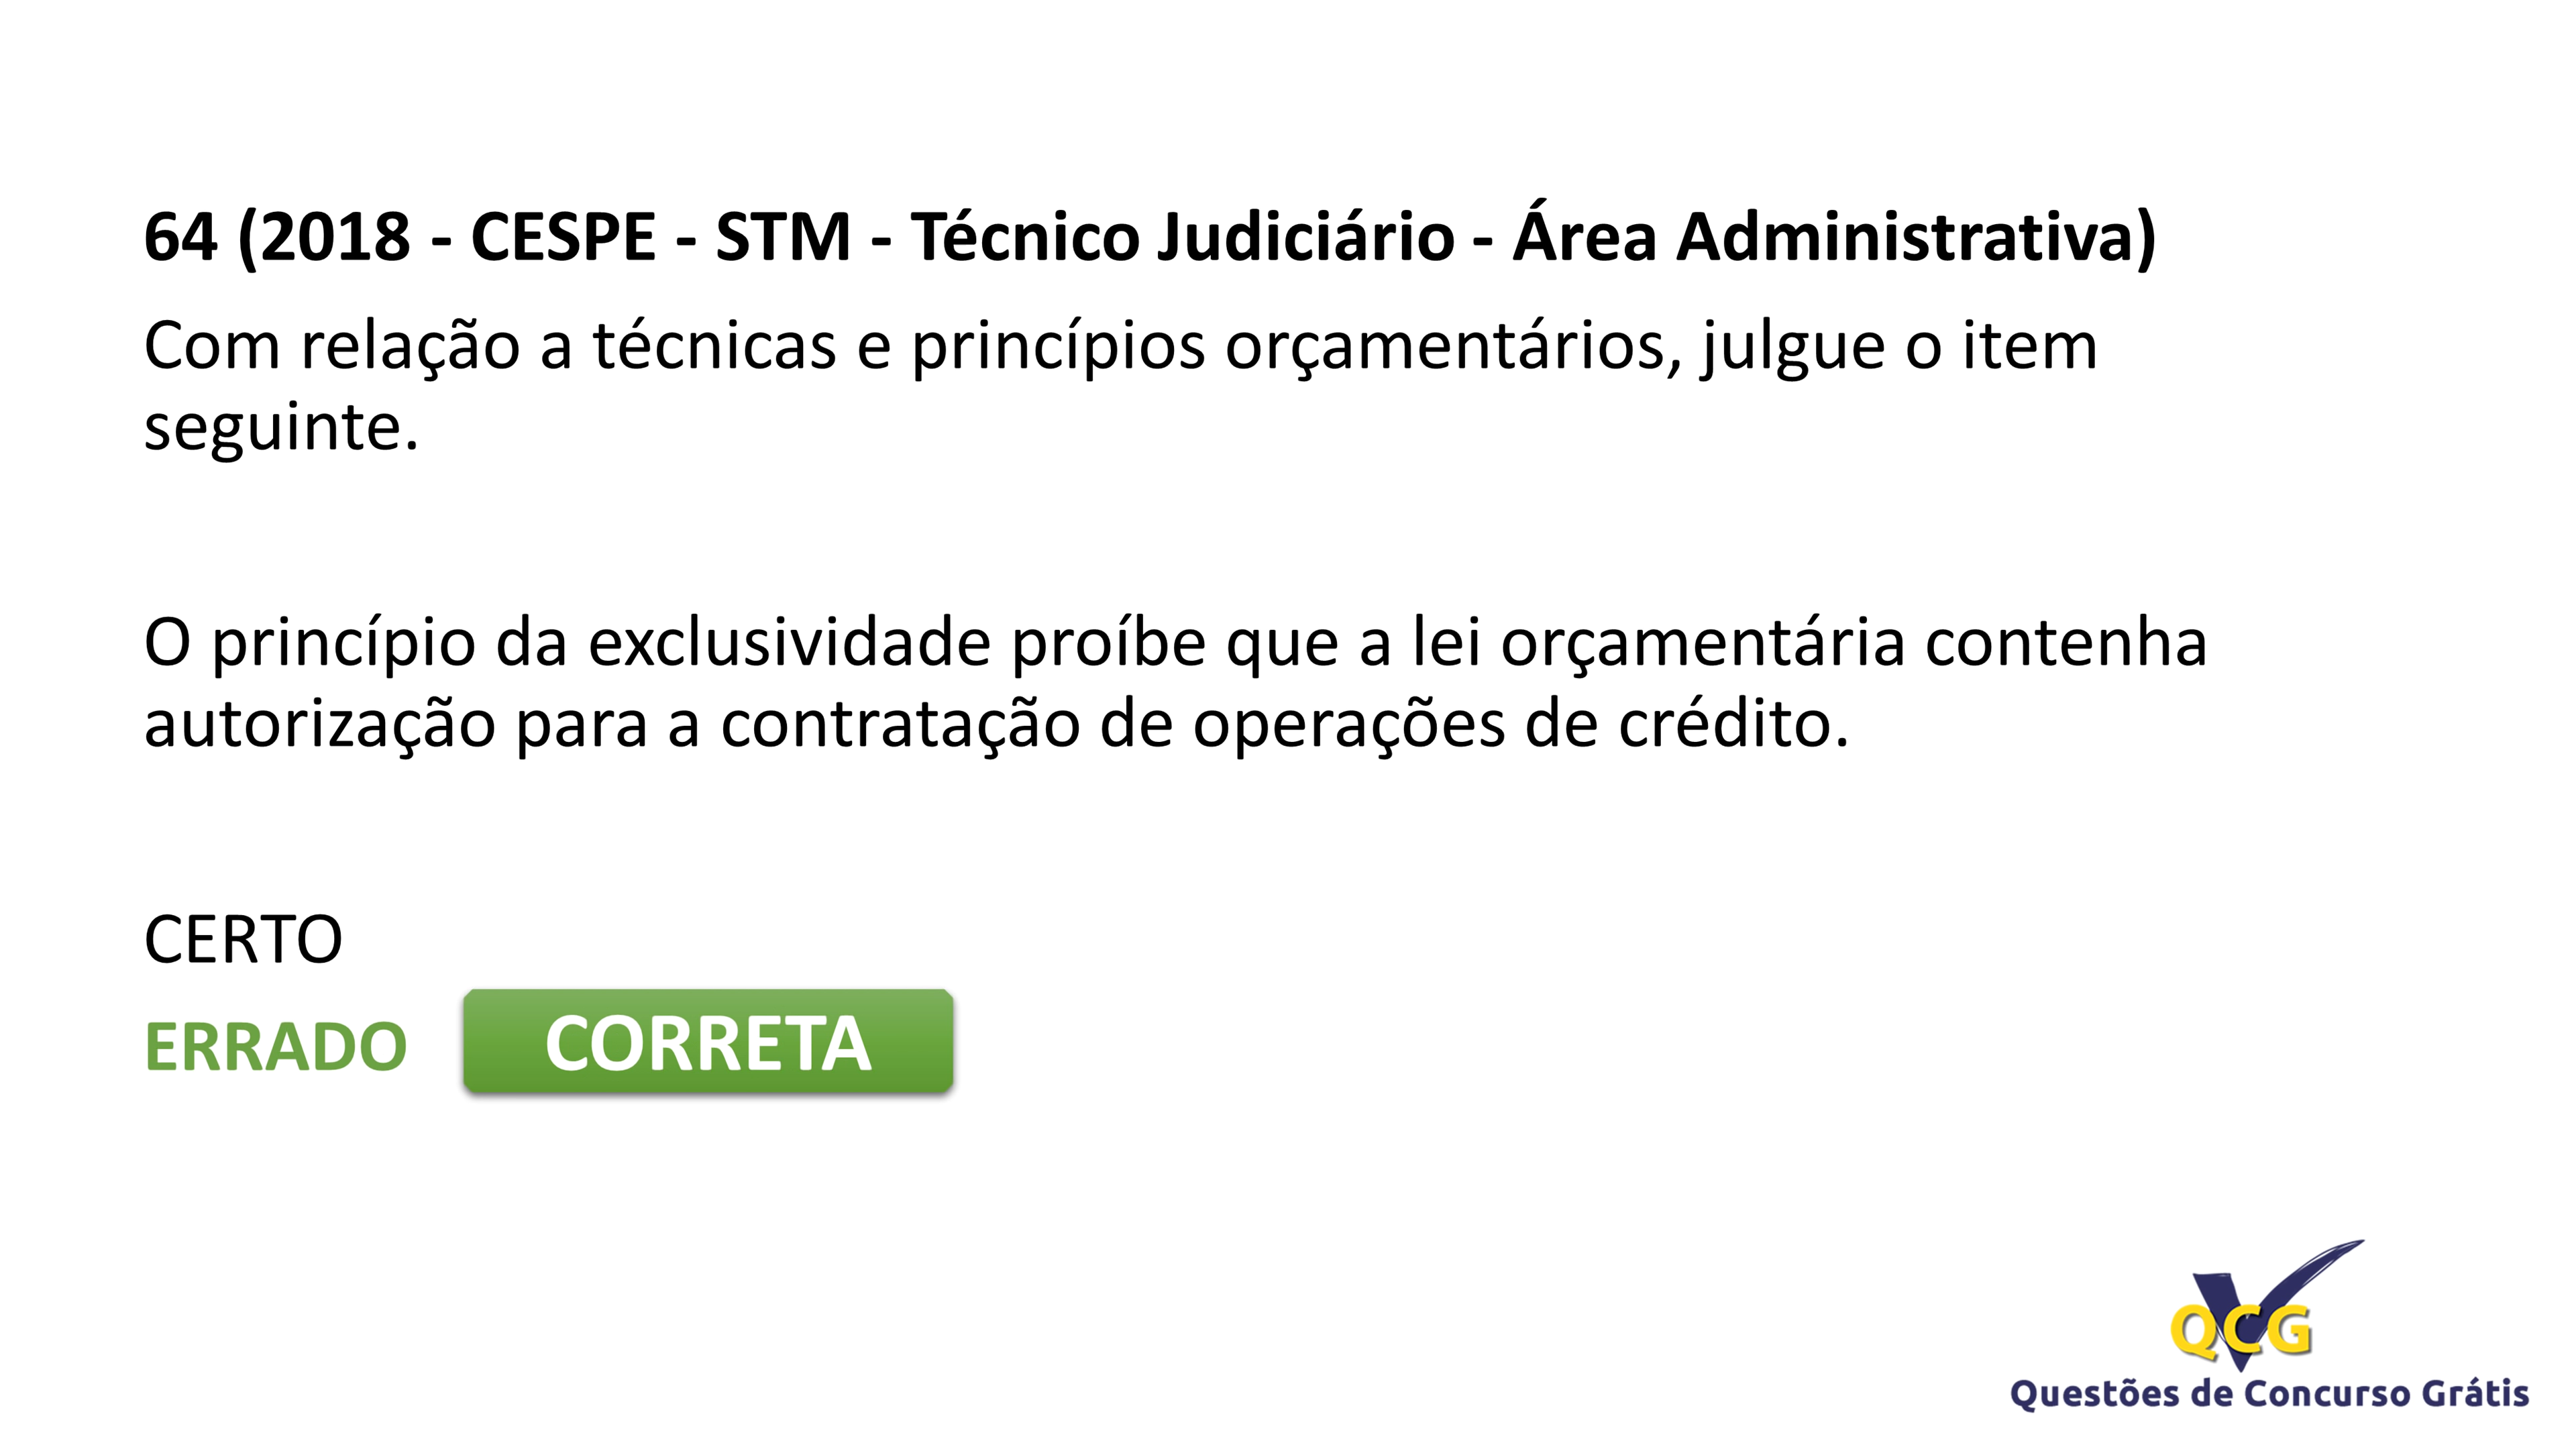 64 (2018 - CESPE - STM - Técnico Judiciário - Área Administrativa)
Com relação a técnicas e princípios orçamentários, julgue o item
seguinte.
O princípio da exclusividade proíbe que a lei orçamentária contenha
autorização para a contratação de operações de crédito.
CERTO
ERRADO CORRETA
QCG
Questões de Concurso Grátis